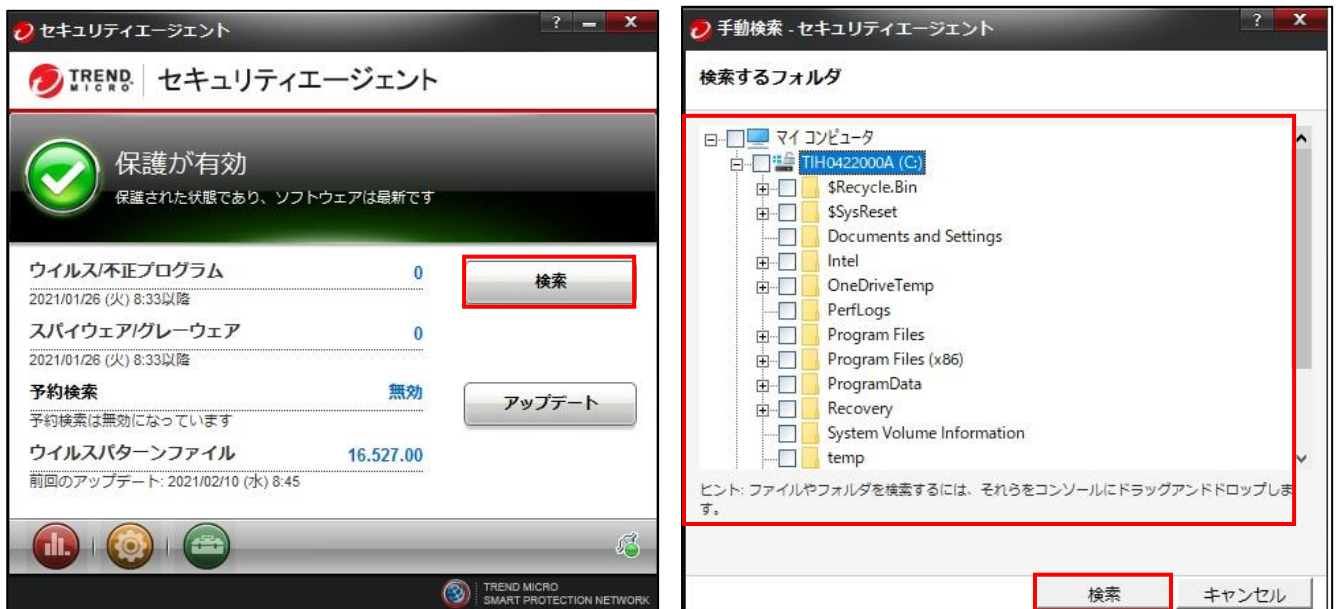 セキュリティエージェント
TREND MICRO セキュリティエージェント
保護が有効
保護された状態であり、ソフトウェアは最新です
ウイルス/不正プログラム 0
2021/01/26 (火) 8:33以降
検索
スパイウェア/グレーウェア 0
2021/01/26 (火) 8:33以降
予約検索 無効
予約検索は無効になっています
アップデート
ウイルスパターンファイル 16.527.00
前回のアップデート: 2021/02/10 (水) 8:45
TREND MICRO
SMART PROTECTION NETWORK
手動検索 - セキュリティエージェント
検索するフォルダ
マイ コンピュータ
TIH0422000A (C:)
$Recycle.Bin
$SysReset
Documents and Settings
Intel
OneDriveTemp
PerfLogs
Program Files
Program Files (x86)
ProgramData
Recovery
System Volume Information
temp
ヒント: ファイルやフォルダを検索するには、それらをコンソールにドラッグアンドドロップしま
す。
検索 キャンセル